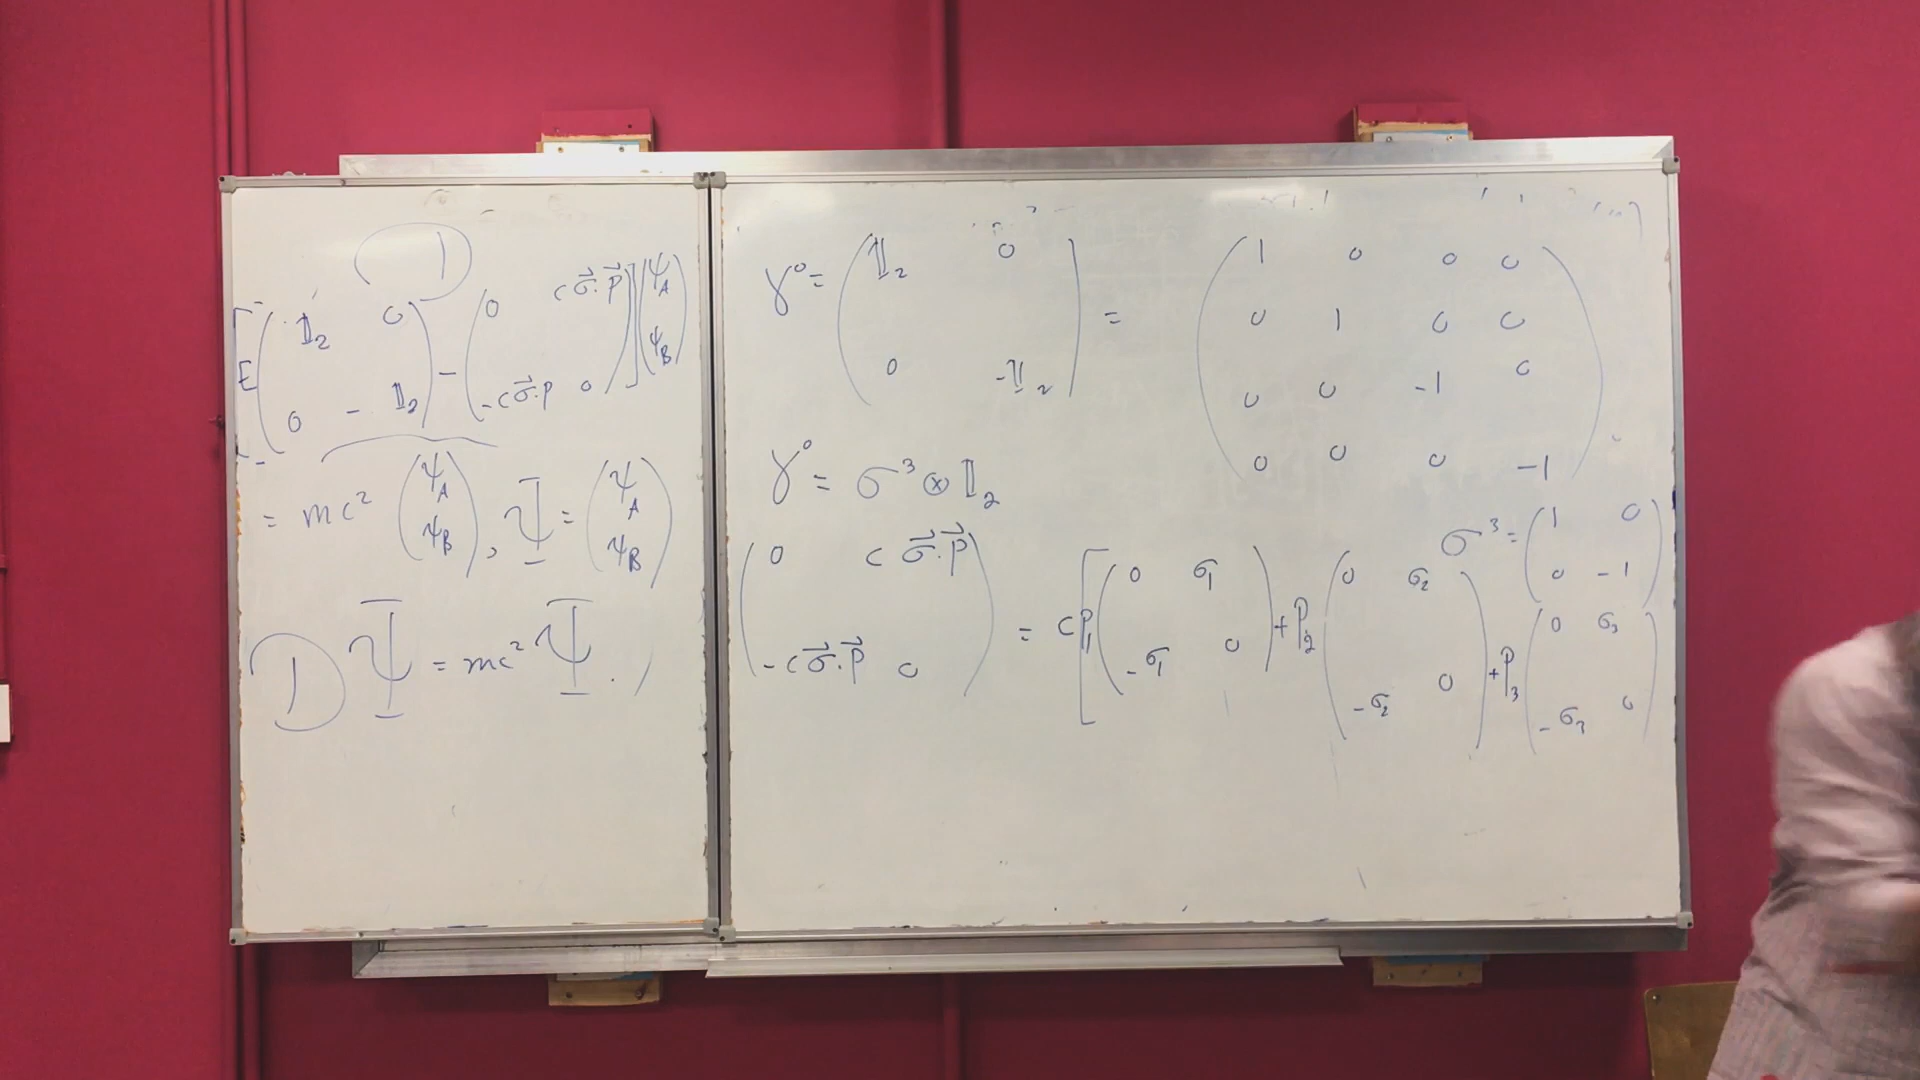 D
[E ( 𝟙₂ 0 ; 0 -𝟙₂ ) - ( 0 c σ⃗·p⃗ ; -c σ⃗·p 0 )] ( ψ_A ; ψ_B )
= mc² ( ψ_A ; ψ_B ), Ψ = ( ψ_A ; ψ_B )
D Ψ = mc² Ψ.
γ⁰ = ( 𝟙₂ 0 ; 0 -𝟙₂ ) = ( 1 0 0 0 ; 0 1 0 0 ; 0 0 -1 0 ; 0 0 0 -1 )
γ⁰ = σ³ ⊗ 𝟙₂
σ³ = ( 1 0 ; 0 -1 )
( 0 c σ⃗·p⃗ ; -c σ⃗·p⃗ 0 ) = c [ p₁ ( 0 σ₁ ; -σ₁ 0 ) + p₂ ( 0 σ₂ ; -σ₂ 0 ) + p₃ ( 0 σ₃ ; -σ₃ 0 )